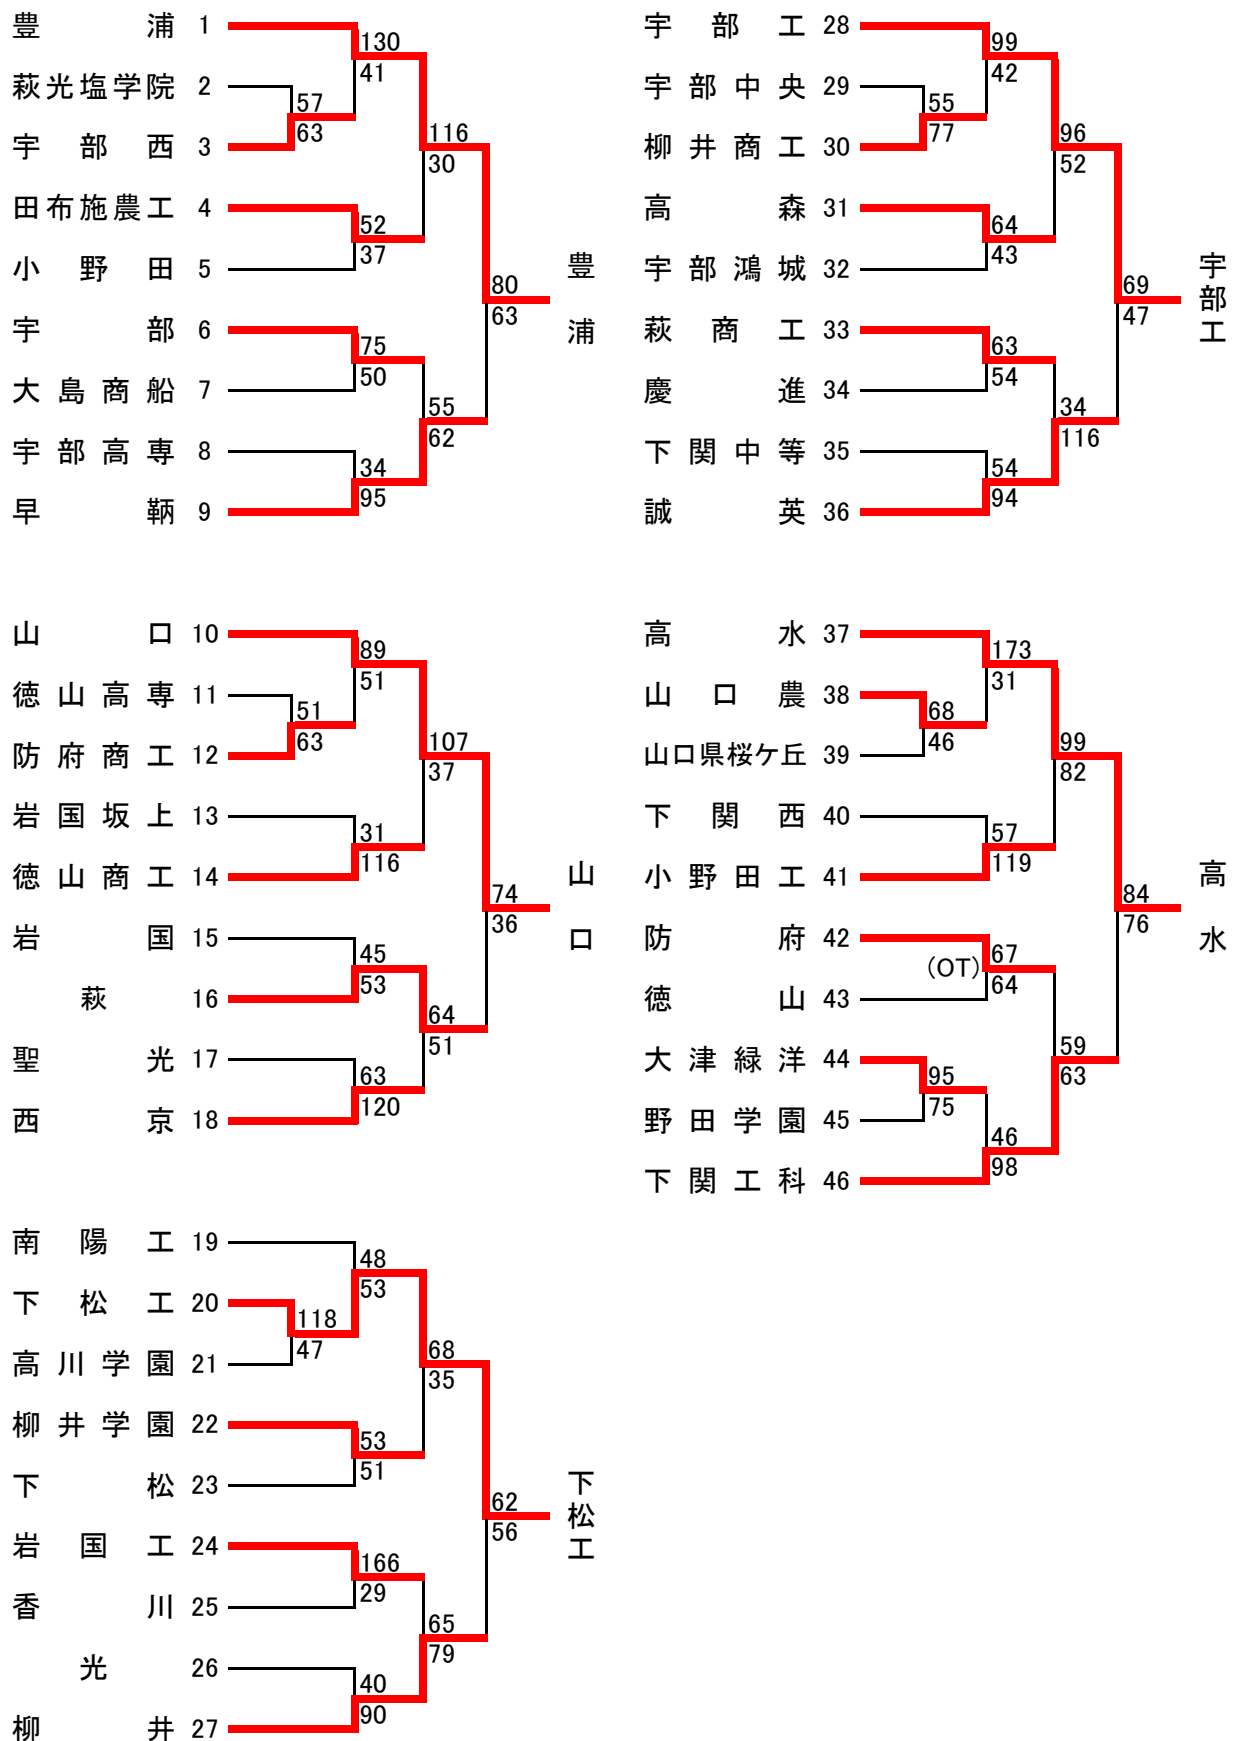 豊浦 1
130
41
萩光塩学院 2
57
63
宇部西 3
116
30
田布施農工 4
52
37
小野田 5
80
63
豊浦
宇部 6
75
50
大島商船 7
55
62
宇部高専 8
34
95
早鞆 9
宇部工 28
99
42
宇部中央 29
55
77
柳井商工 30
96
52
高森 31
64
43
宇部鴻城 32
69
47
宇部工
萩商工 33
63
54
慶進 34
34
116
下関中等 35
54
94
誠英 36
山口 10
89
51
徳山高専 11
51
63
防府商工 12
107
37
岩国坂上 13
31
116
徳山商工 14
74
36
山口
岩国 15
45
53
萩 16
64
51
聖光 17
63
120
西京 18
高水 37
173
31
山口農 38
68
46
山口県桜ケ丘 39
99
82
下関西 40
57
119
小野田工 41
84
76
高水
防府 42
(OT)
67
64
徳山 43
59
63
大津緑洋 44
95
75
野田学園 45
46
98
下関工科 46
南陽工 19
48
53
下松工 20
118
47
高川学園 21
68
35
柳井学園 22
53
51
下松 23
62
56
下松工
岩国工 24
166
29
香川 25
65
79
光 26
40
90
柳井 27